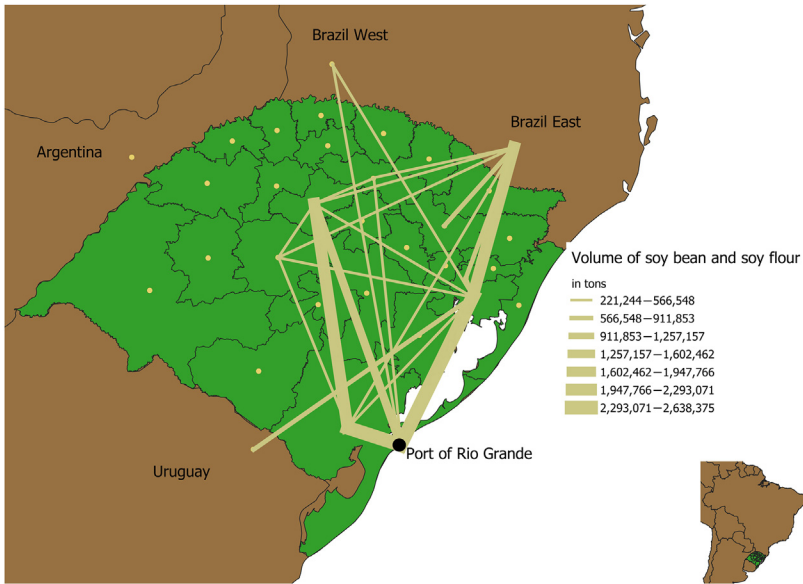 Brazil West
Brazil East
Argentina
Volume of soy bean and soy flour
in tons
221,244−566,548
566,548−911,853
911,853−1,257,157
1,257,157−1,602,462
1,602,462−1,947,766
1,947,766−2,293,071
2,293,071−2,638,375
Port of Rio Grande
Uruguay